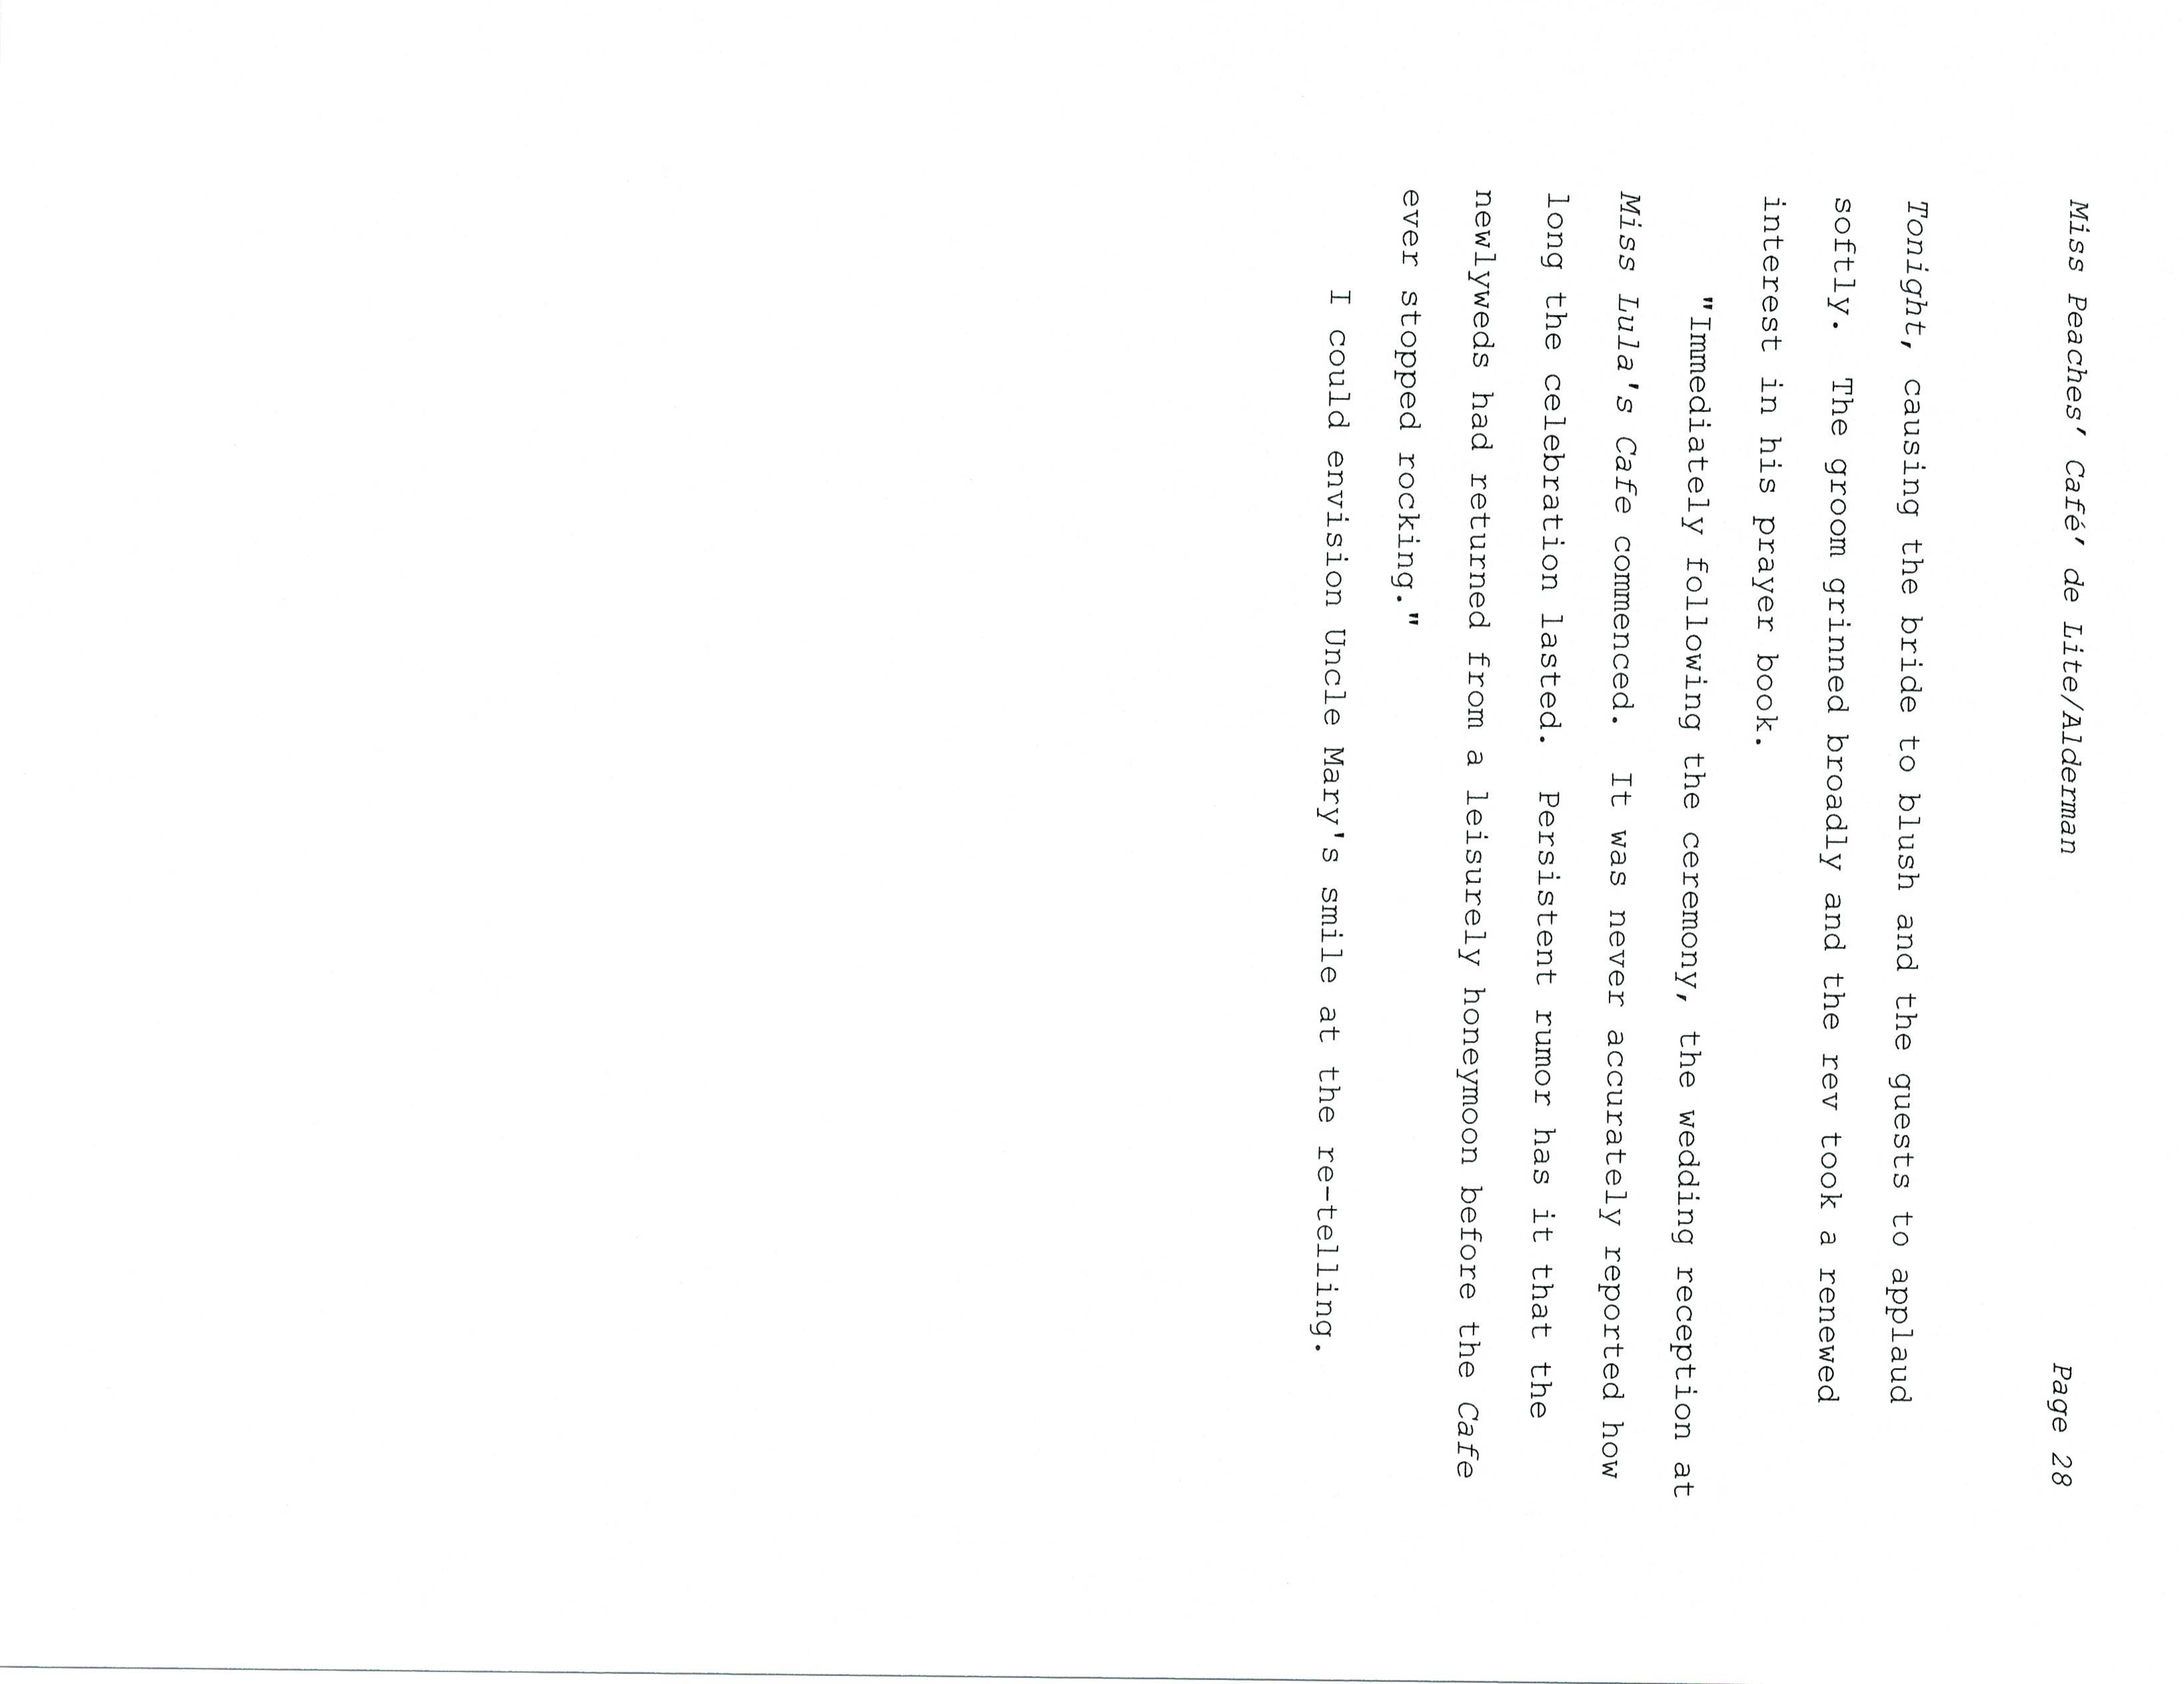 Miss Peaches' Café' de Lite/Alderman Page 28
Tonight, causing the bride to blush and the guests to applaud
softly.  The groom grinned broadly and the rev took a renewed
interest in his prayer book.
"Immediately following the ceremony, the wedding reception at
Miss Lula's Cafe commenced.  It was never accurately reported how
long the celebration lasted.  Persistent rumor has it that the
newlyweds had returned from a leisurely honeymoon before the Cafe
ever stopped rocking."
I could envision Uncle Mary's smile at the re-telling.